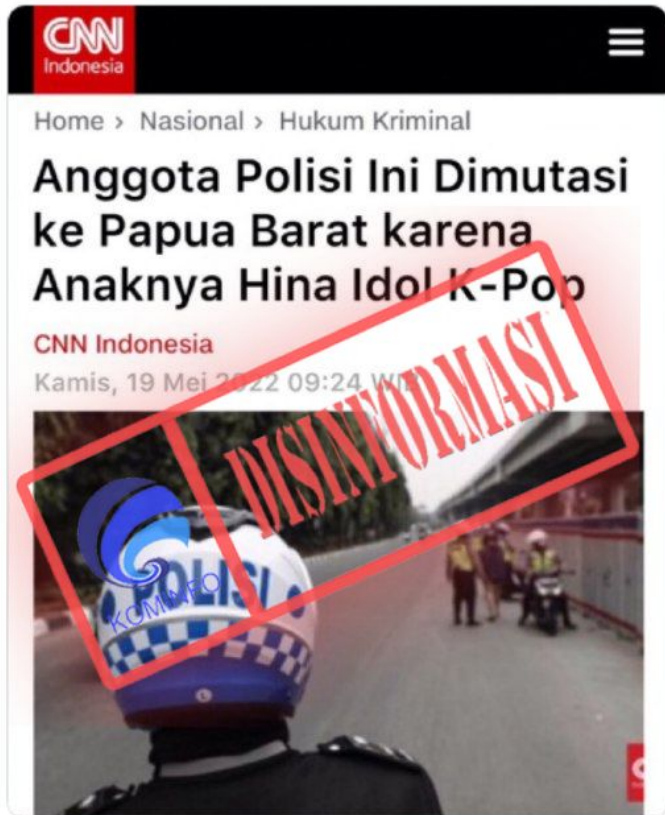 CNN
Indonesia
Home > Nasional > Hukum Kriminal
Anggota Polisi Ini Dimutasi
ke Papua Barat karena
Anaknya Hina Idol K-Pop
CNN Indonesia
Kamis, 19 Mei 2022 09:24 WIB
DISINFORMASI
POLISI
KOMINFO